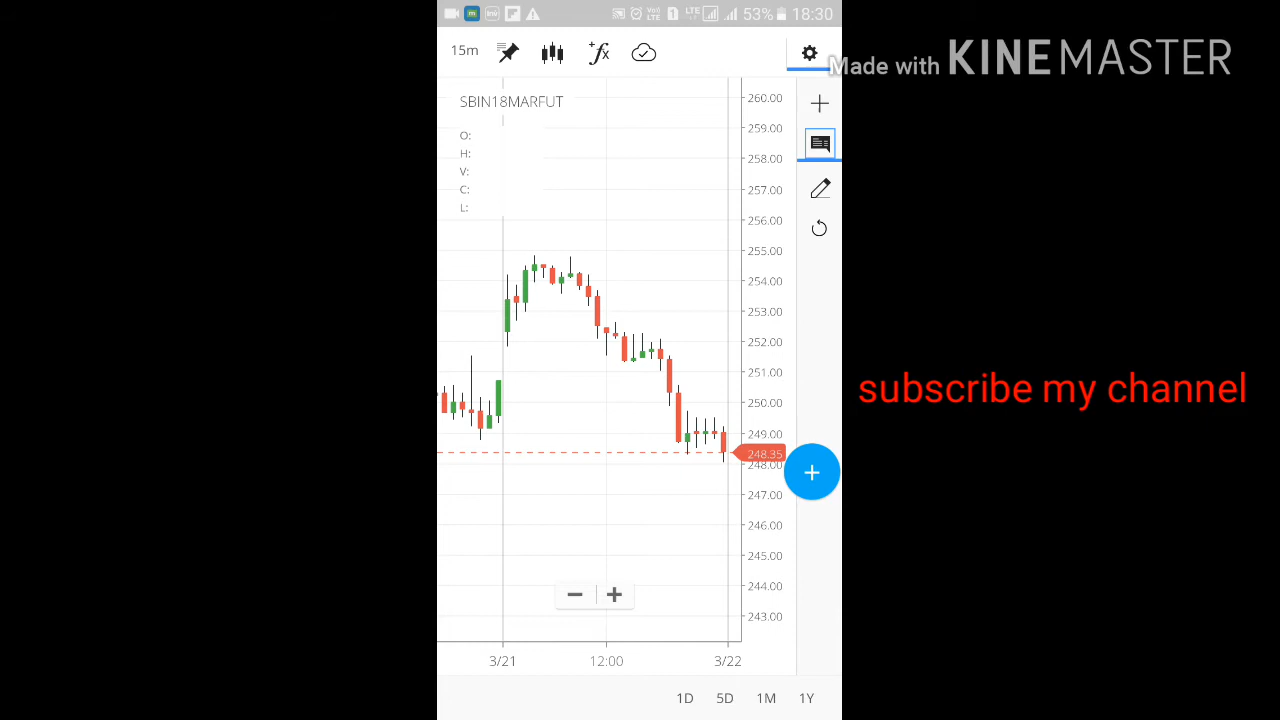 53% 18:30
15m
Made with KINEMASTER
SBIN18MARFUT
O:
H:
V:
C:
L:
260.00
259.00
258.00
257.00
256.00
255.00
254.00
253.00
252.00
251.00
250.00
249.00
248.35
248.00
247.00
246.00
245.00
244.00
243.00
subscribe my channel
3/21 12:00 3/22
1D 5D 1M 1Y